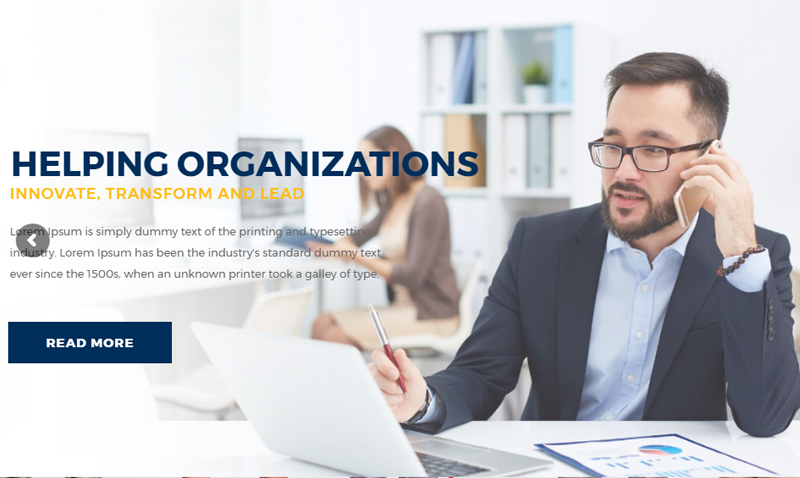 HELPING ORGANIZATIONS
INNOVATE, TRANSFORM AND LEAD
Lorem Ipsum is simply dummy text of the printing and typesetting
industry. Lorem Ipsum has been the industry's standard dummy text
ever since the 1500s, when an unknown printer took a galley of type.
READ MORE